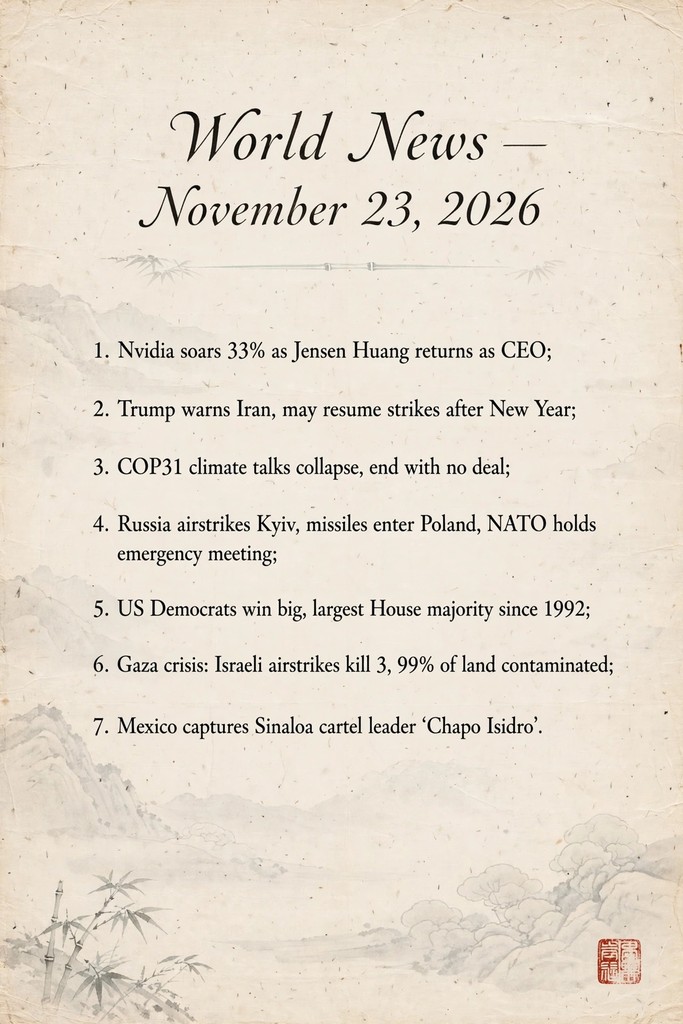 World News —
November 23, 2026
1. Nvidia soars 33% as Jensen Huang returns as CEO;
2. Trump warns Iran, may resume strikes after New Year;
3. COP31 climate talks collapse, end with no deal;
4. Russia airstrikes Kyiv, missiles enter Poland, NATO holds
emergency meeting;
5. US Democrats win big, largest House majority since 1992;
6. Gaza crisis: Israeli airstrikes kill 3, 99% of land contaminated;
7. Mexico captures Sinaloa cartel leader ‘Chapo Isidro’.